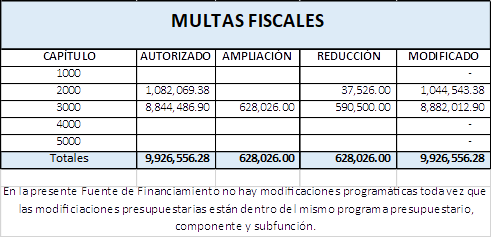 MULTAS FISCALES
CAPÍTULO AUTORIZADO AMPLIACIÓN REDUCCIÓN MODIFICADO
1000 -
2000 1,082,069.38 37,526.00 1,044,543.38
3000 8,844,486.90 628,026.00 590,500.00 8,882,012.90
4000 -
5000 -
Totales 9,926,556.28 628,026.00 628,026.00 9,926,556.28
En la presente Fuente de Financiamiento no hay modificaciones programáticas toda vez que
las modificiaciones presupuestarias están dentro del mismo programa presupuestario,
componente y subfunción.